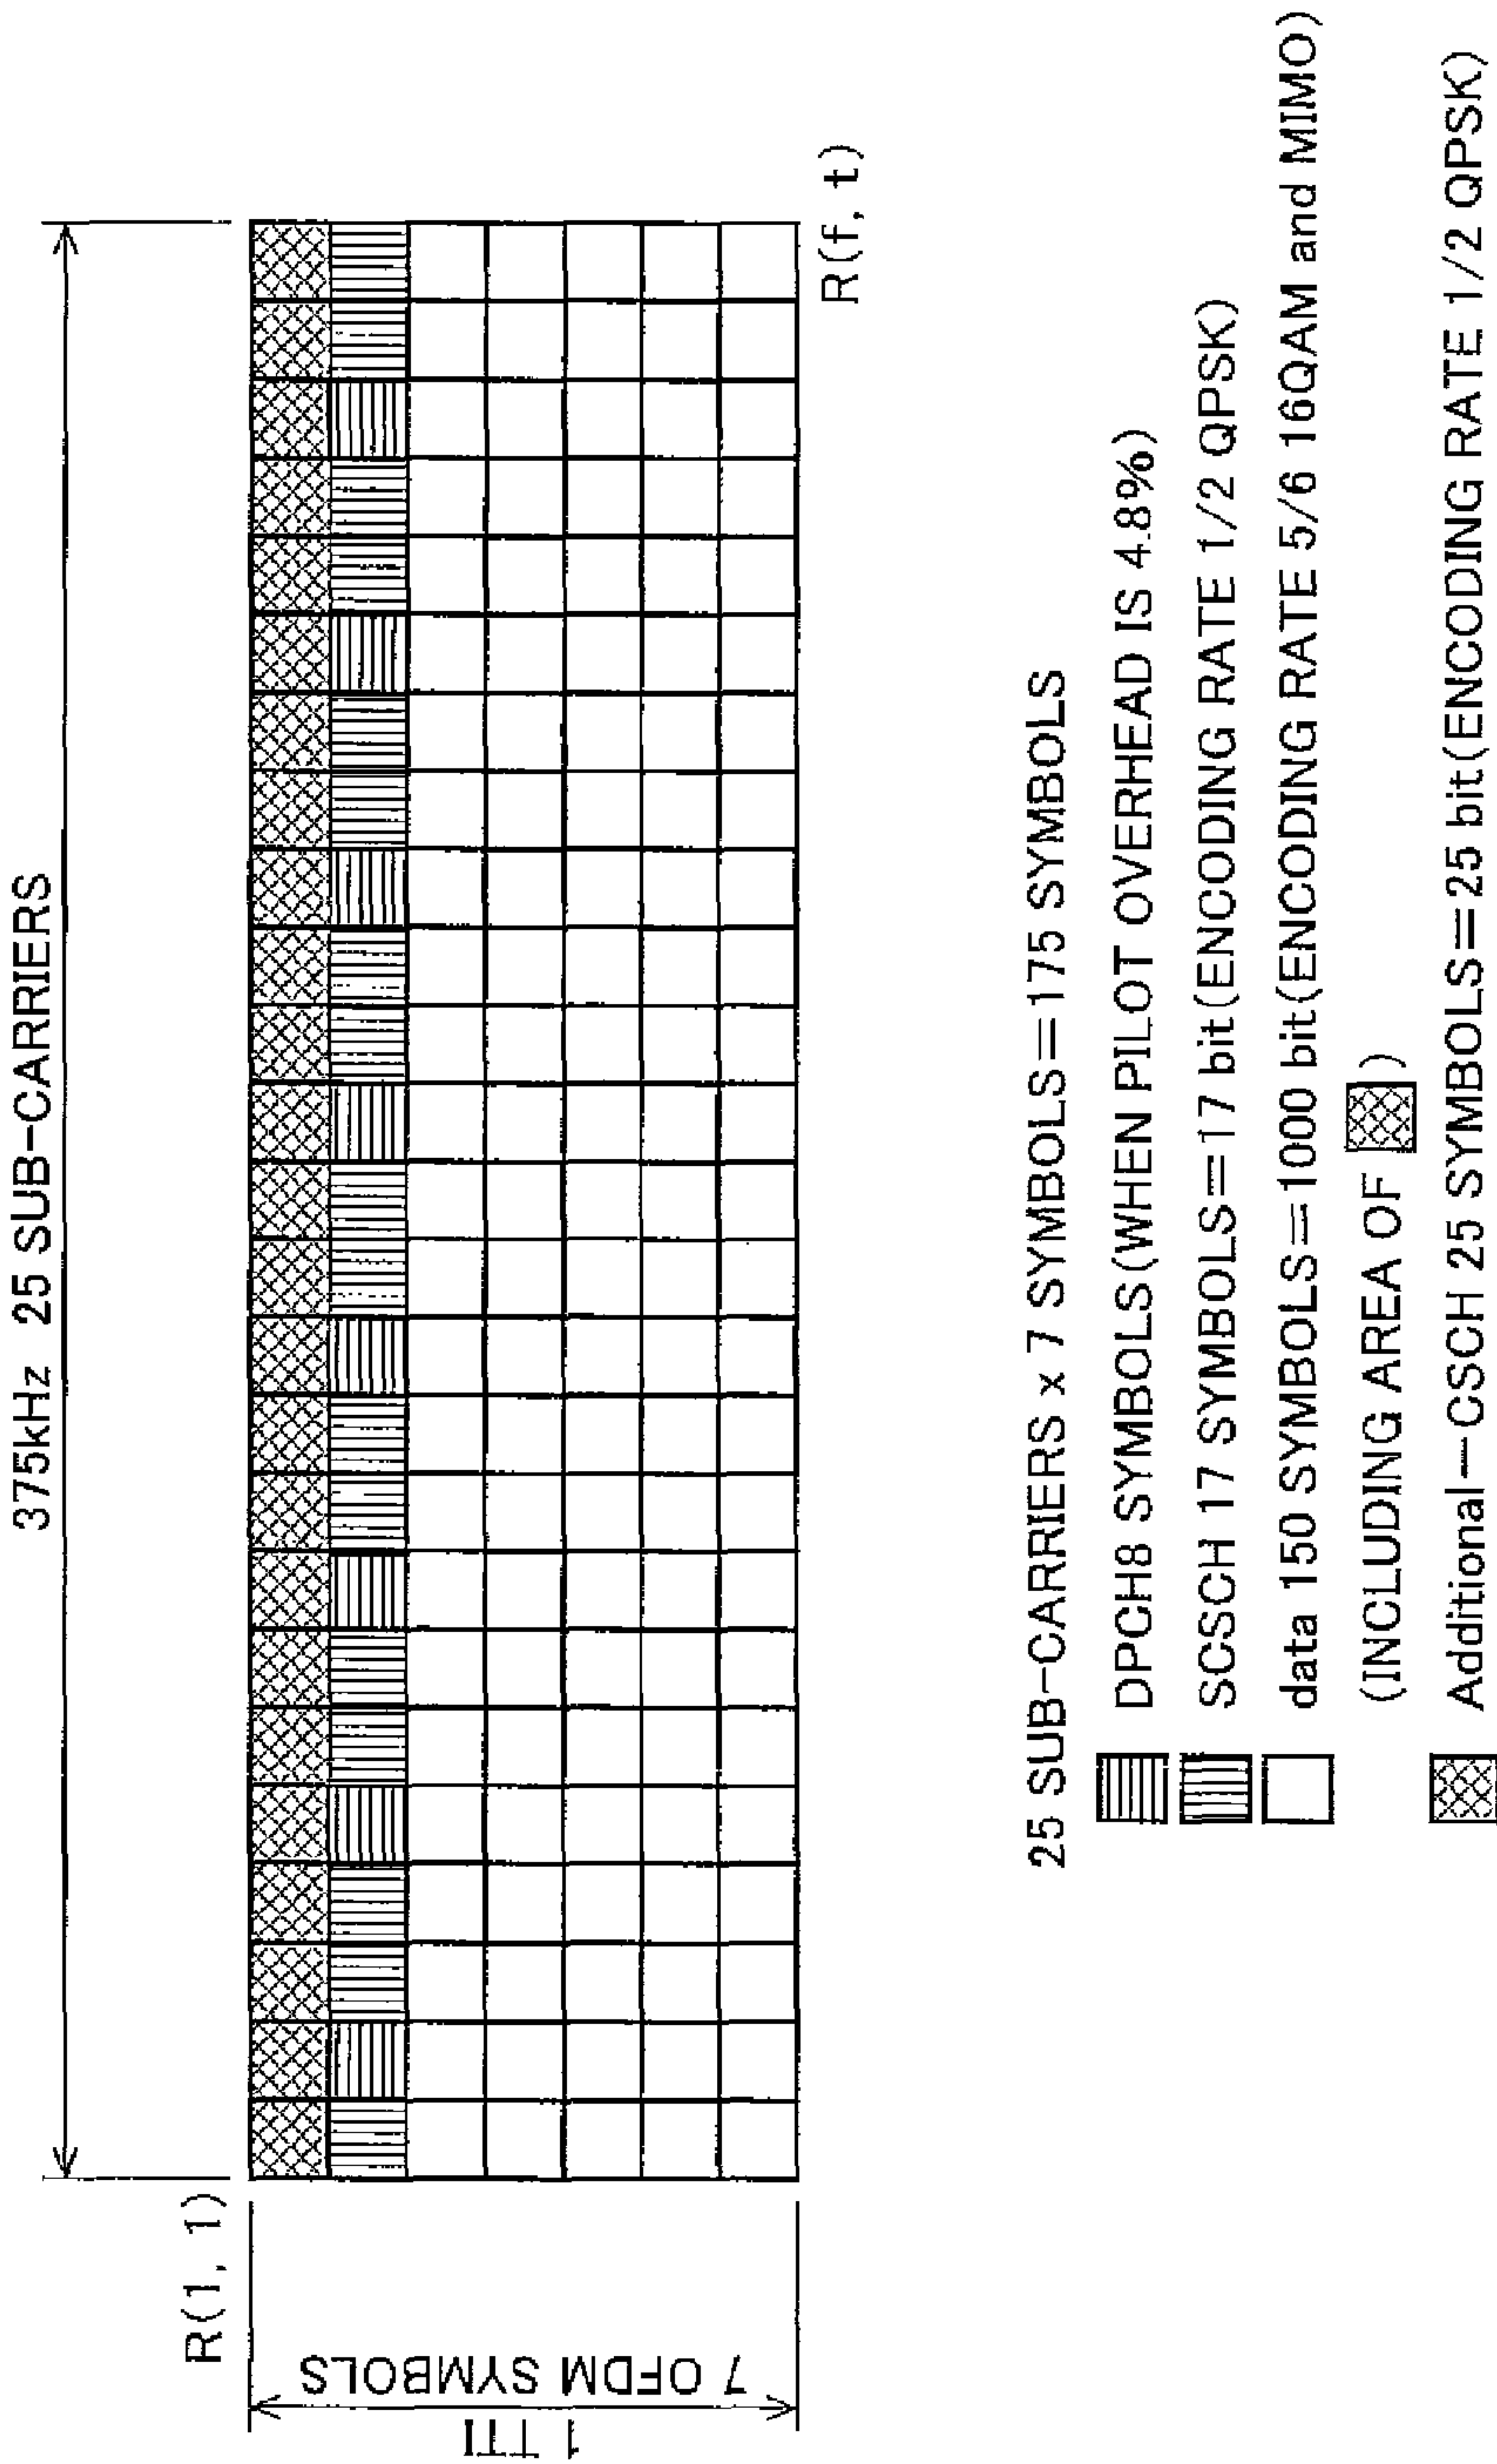 375kHz 25 SUB-CARRIERS
R(1, 1)
7 OFDM SYMBOLS
1 TTI
R(f, t)
25 SUB-CARRIERS x 7 SYMBOLS=175 SYMBOLS
DPCH8 SYMBOLS(WHEN PILOT OVERHEAD IS 4.8%)
SCSCH 17 SYMBOLS=17 bit(ENCODING RATE 1/2 QPSK)
data 150 SYMBOLS=1000 bit(ENCODING RATE 5/6 16QAM and MIMO)
(INCLUDING AREA OF )
Additional-CSCH 25 SYMBOLS=25 bit(ENCODING RATE 1/2 QPSK)